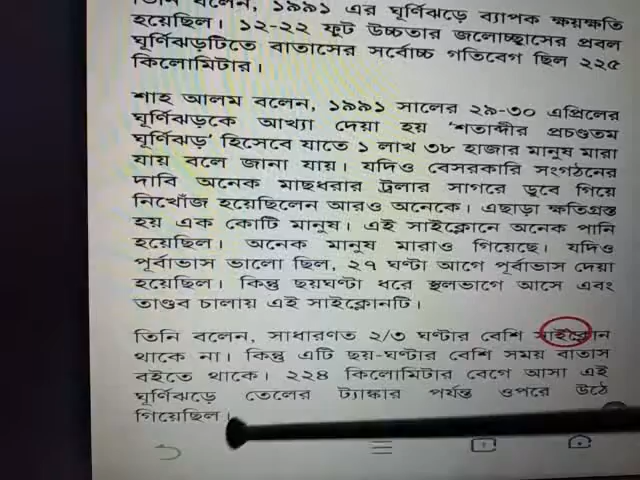 তিনি বলেন, ১৯৯১ এর ঘূর্ণিঝড়ে ব্যাপক ক্ষয়ক্ষতি
হয়েছিল। ১২-২২ ফুট উচ্চতার জলোচ্ছাসের প্রবল
ঘূর্ণিঝড়টিতে বাতাসের সর্বোচ্চ গতিবেগ ছিল ২২৫
কিলোমিটার।
শাহ আলম বলেন, ১৯৯১ সালের ২৯-৩০ এপ্রিলের
ঘূর্ণিঝড়কে আখ্যা দেয়া হয় 'শতাব্দীর প্রচণ্ডতম
ঘূর্ণিঝড়' হিসেবে যাতে ১ লাখ ৩৮ হাজার মানুষ মারা
যায় বলে জানা যায়। যদিও বেসরকারি সংগঠনের
দাবি অনেক মাছধরার ট্রলার সাগরে ডুবে গিয়ে
নিখোঁজ হয়েছিলেন আরও অনেকে। এছাড়া ক্ষতিগ্রস্ত
হয় এক কোটি মানুষ। এই সাইক্লোনে অনেক পানি
হয়েছিল। অনেক মানুষ মারাও গিয়েছে। যদিও
পূর্বাভাস ভালো ছিল, ২৭ ঘণ্টা আগে পূর্বাভাস দেয়া
হয়েছিল। কিন্তু ছয়ঘণ্টা ধরে স্থলভাগে আসে এবং
তাণ্ডব চালায় এই সাইক্লোনটি।
তিনি বলেন, সাধারণত ২/৩ ঘণ্টার বেশি সাইক্লোন
থাকে না। কিন্তু এটি ছয়-ঘণ্টার বেশি সময় বাতাস
বইতে থাকে। ২২৪ কিলোমিটার বেগে আসা এই
ঘূর্ণিঝড়ে তেলের ট্যাঙ্কার পর্যন্ত ওপরে উঠে
গিয়েছিল।